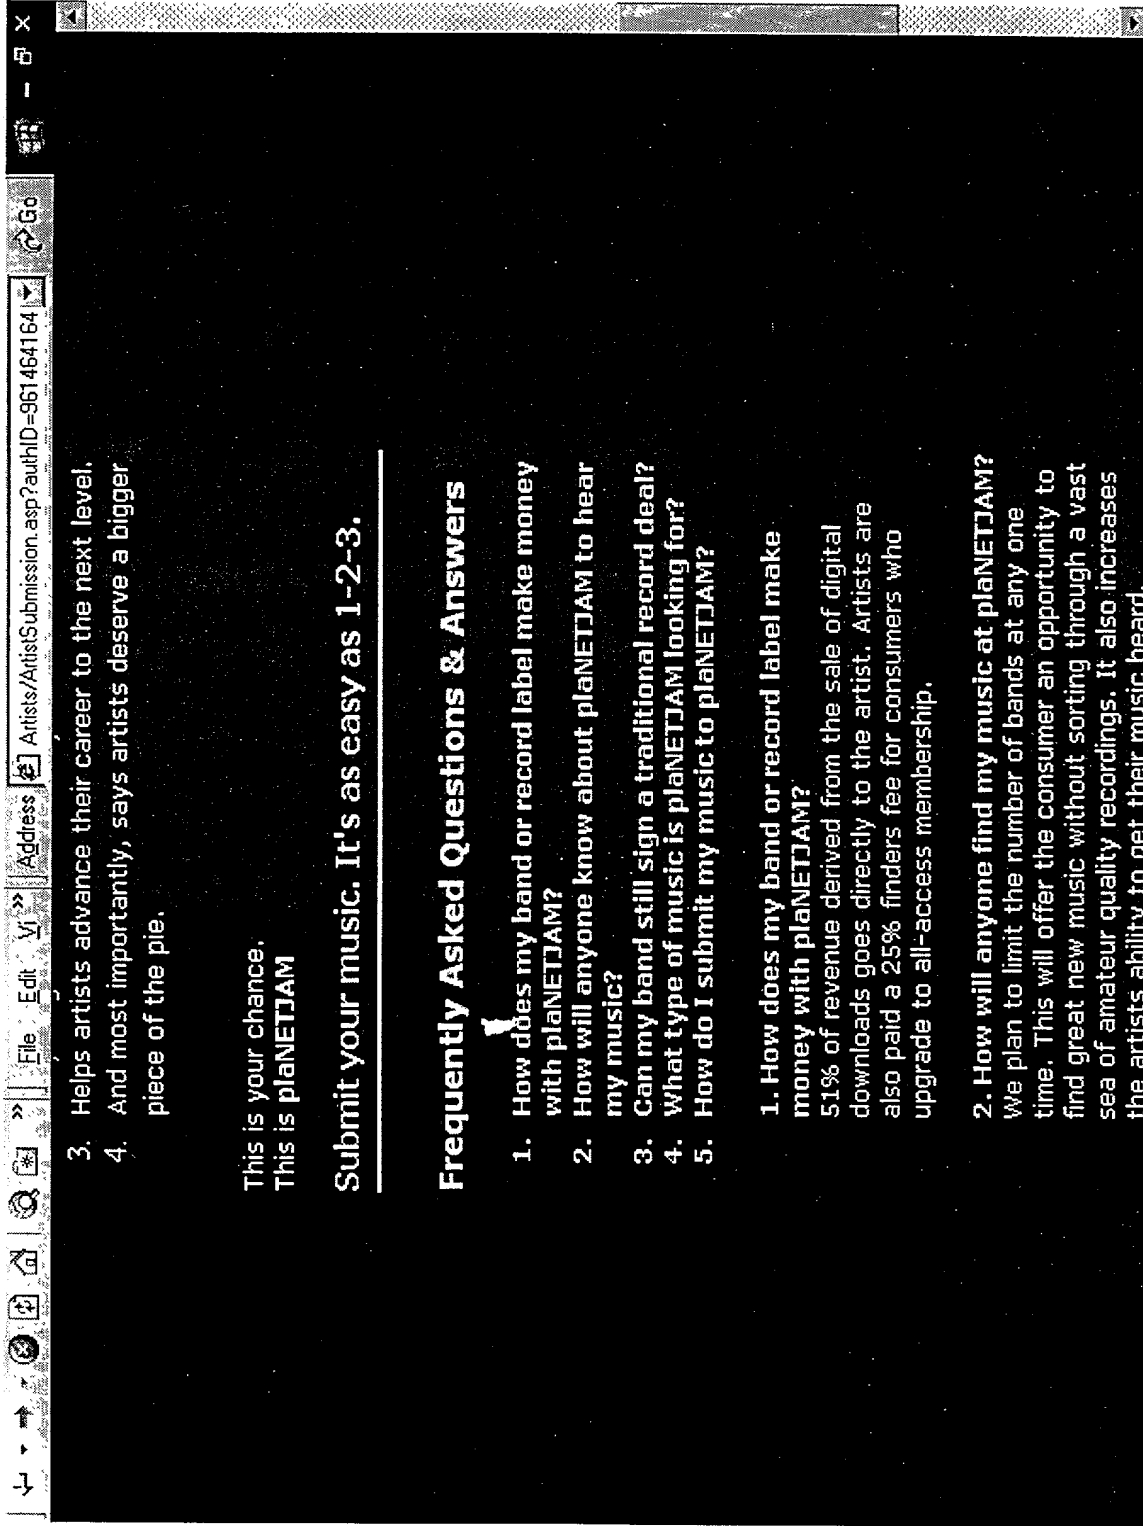 File Edit Vi » Address Artists/ArtistSubmission.asp?authID=961464164 Go
3. Helps artists advance their career to the next level.
4. And most importantly, says artists deserve a bigger
piece of the pie.
This is your chance.
This is plaNETJAM
Submit your music. It's as easy as 1-2-3.
Frequently Asked Questions & Answers
1. How does my band or record label make money
with plaNETJAM?
2. How will anyone know about plaNETJAM to hear
my music?
3. Can my band still sign a traditional record deal?
4. What type of music is plaNETJAM looking for?
5. How do I submit my music to plaNETJAM?
1. How does my band or record label make
money with plaNETJAM?
51% of revenue derived from the sale of digital
downloads goes directly to the artist. Artists are
also paid a 25% finders fee for consumers who
upgrade to all-access membership.
2. How will anyone find my music at plaNETJAM?
We plan to limit the number of bands at any one
time. This will offer the consumer an opportunity to
find great new music without sorting through a vast
sea of amateur quality recordings. It also increases
the artists ability to get their music heard.